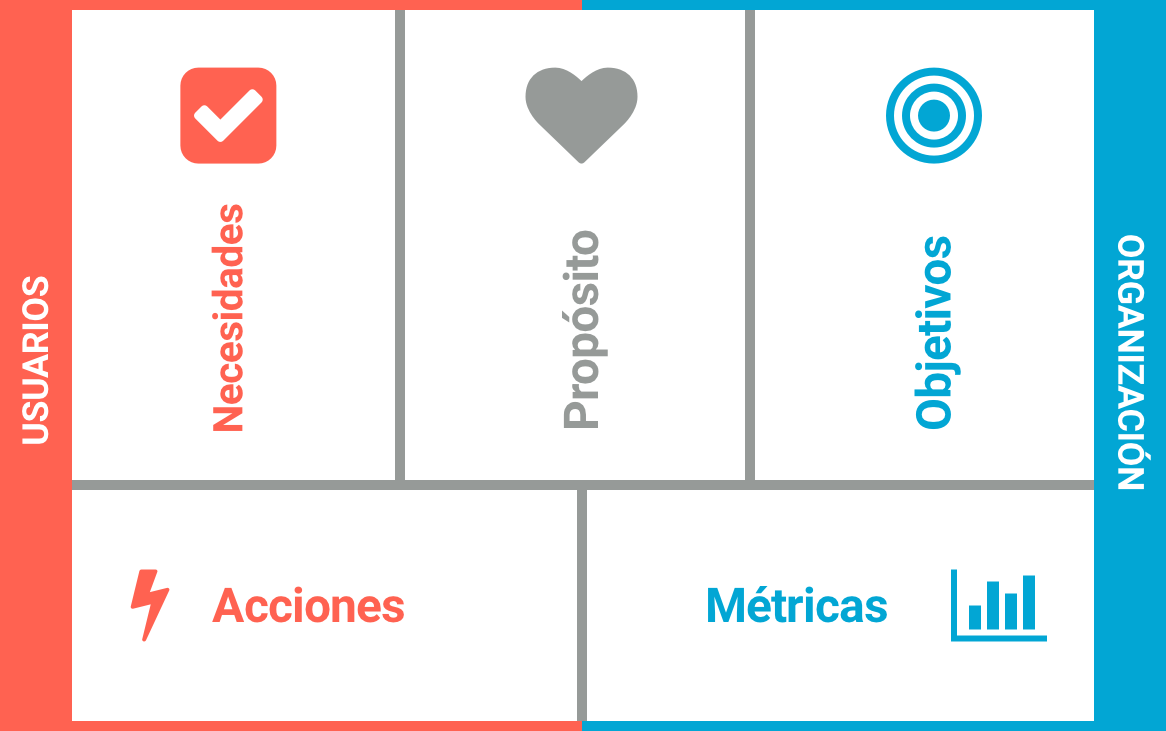 USUARIOS
Necesidades
Propósito
Objetivos
ORGANIZACIÓN
Acciones
Métricas